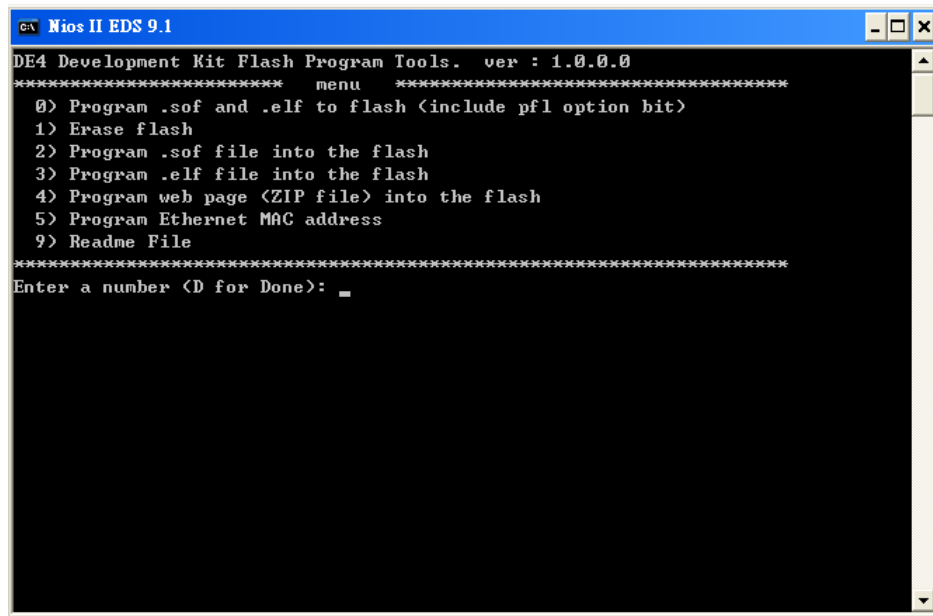 Nios II EDS 9.1
DE4 Development Kit Flash Program Tools.  ver : 1.0.0.0
************************   menu   ***********************************
0) Program .sof and .elf to flash (include pfl option bit)
1) Erase flash
2) Program .sof file into the flash
3) Program .elf file into the flash
4) Program web page (ZIP file) into the flash
5) Program Ethernet MAC address
9) Readme File
*********************************************************************
Enter a number (D for Done): _